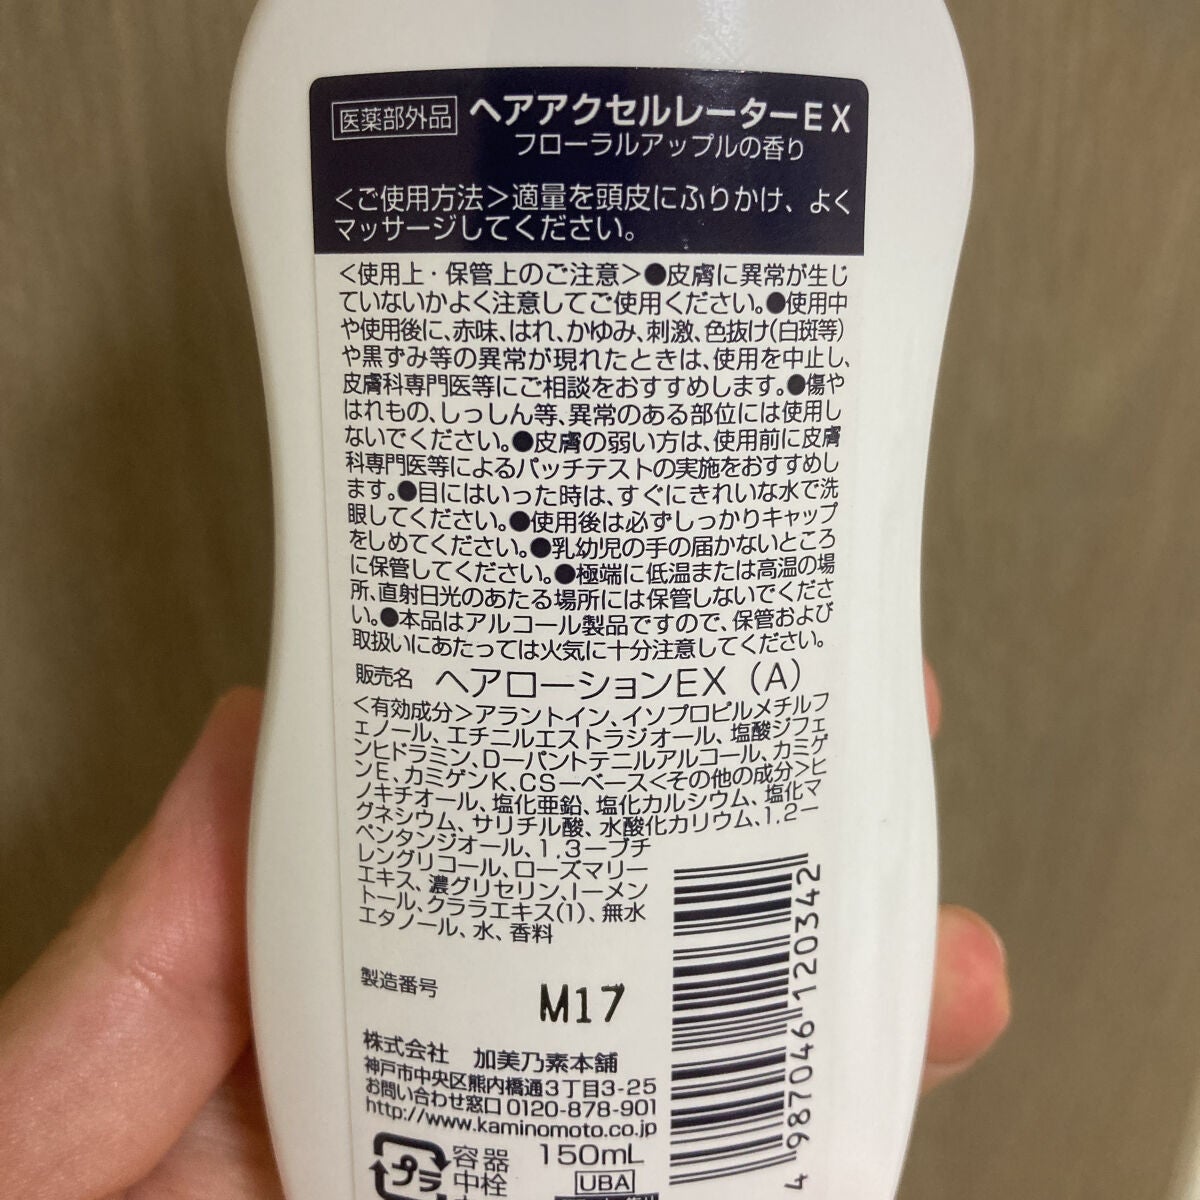 医薬部外品 ヘアアクセルレーターEX
フローラルアップルの香り
＜ご使用方法＞適量を頭皮にふりかけ、よく
マッサージしてください。
＜使用上・保管上のご注意＞●皮膚に異常が生じ
ていないかよく注意してご使用ください。●使用中
や使用後に、赤味、はれ、かゆみ、刺激、色抜け(白斑等)
や黒ずみ等の異常が現れたときは、使用を中止し、
皮膚科専門医等にご相談をおすすめします。●傷や
はれもの、しっしん等、異常のある部位には使用し
ないでください。●皮膚の弱い方は、使用前に皮膚
科専門医等によるパッチテストの実施をおすすめし
ます。●目にはいった時は、すぐにきれいな水で洗
眼してください。●使用後は必ずしっかりキャップ
をしめてください。●乳幼児の手の届かないところ
に保管してください。●極端に低温または高温の場
所、直射日光のあたる場所には保管しないでくださ
い。●本品はアルコール製品ですので、保管および
取扱いにあたっては火気に十分注意してください。
販売名 ヘアローションEX（A）
＜有効成分＞アラントイン、イソプロピルメチルフ
ェノール、エチニルエストラジオール、塩酸ジフェ
ンヒドラミン、D－パントテニルアルコール、カミゲ
ンE、カミゲンK、CS－ベース＜その他の成分＞ヒ
ノキチオール、塩化亜鉛、塩化カルシウム、塩化マ
グネシウム、サリチル酸、水酸化カリウム、1,2－
ペンタンジオール、1,3－ブチ
レングリコール、ローズマリー
エキス、濃グリセリン、l－メン
トール、クララエキス(1)、無水
エタノール、水、香料
製造番号
M17
株式会社 加美乃素本舗
神戸市中央区熊内橋通3丁目3-25
お問い合わせ窓口 0120-878-901
http://www.kaminomoto.co.jp
プラ 容器 150mL
中栓 UBA
4 987046 120342